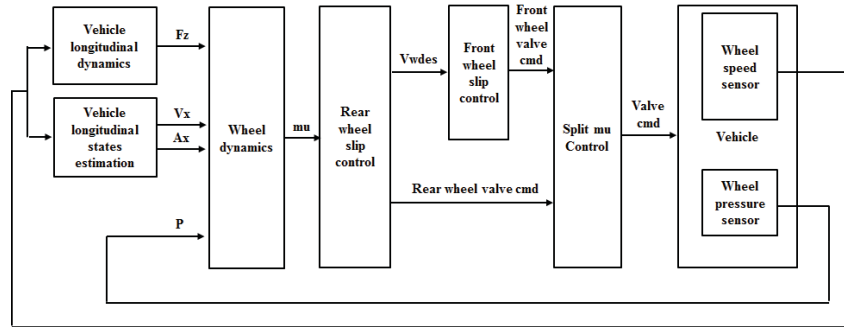 Vehicle
longitudinal
dynamics
Fz
Vehicle
longitudinal
states
estimation
Vx
Ax
P
Wheel
dynamics
mu
Rear
wheel
slip
control
Vwdes
Front
wheel
slip
control
Front
wheel
valve
cmd
Rear wheel valve cmd
Split mu
Control
Valve
cmd
Wheel
speed
sensor
Vehicle
Wheel
pressure
sensor